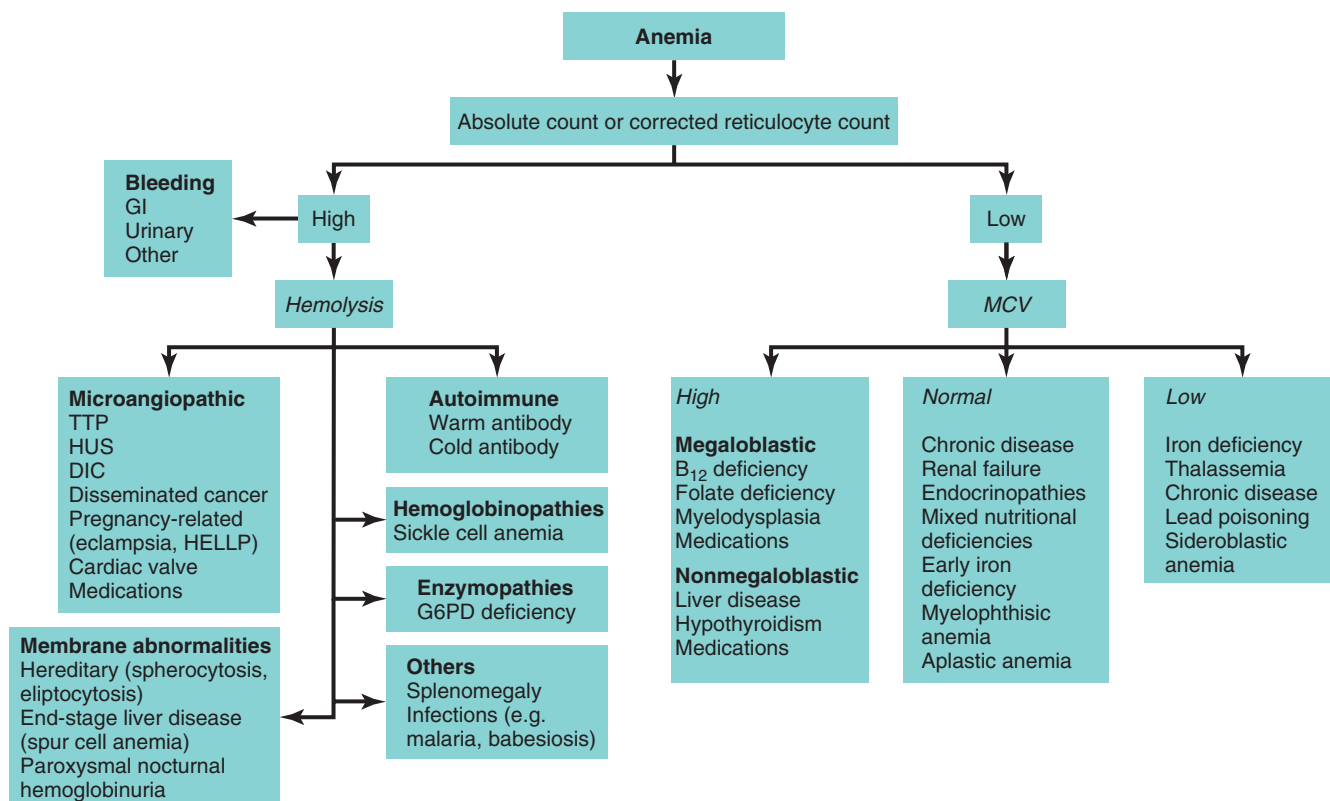 Anemia
Absolute count or corrected reticulocyte count
Bleeding
GI
Urinary
Other
High
Low
Hemolysis
MCV
Microangiopathic
TTP
HUS
DIC
Disseminated cancer
Pregnancy-related
(eclampsia, HELLP)
Cardiac valve
Medications
Autoimmune
Warm antibody
Cold antibody
Hemoglobinopathies
Sickle cell anemia
Enzymopathies
G6PD deficiency
Membrane abnormalities
Hereditary (spherocytosis,
eliptocytosis)
End-stage liver disease
(spur cell anemia)
Paroxysmal nocturnal
hemoglobinuria
Others
Splenomegaly
Infections (e.g.
malaria, babesiosis)
High
Megaloblastic
B12 deficiency
Folate deficiency
Myelodysplasia
Medications
Nonmegaloblastic
Liver disease
Hypothyroidism
Medications
Normal
Chronic disease
Renal failure
Endocrinopathies
Mixed nutritional
deficiencies
Early iron
deficiency
Myelophthisic
anemia
Aplastic anemia
Low
Iron deficiency
Thalassemia
Chronic disease
Lead poisoning
Sideroblastic
anemia